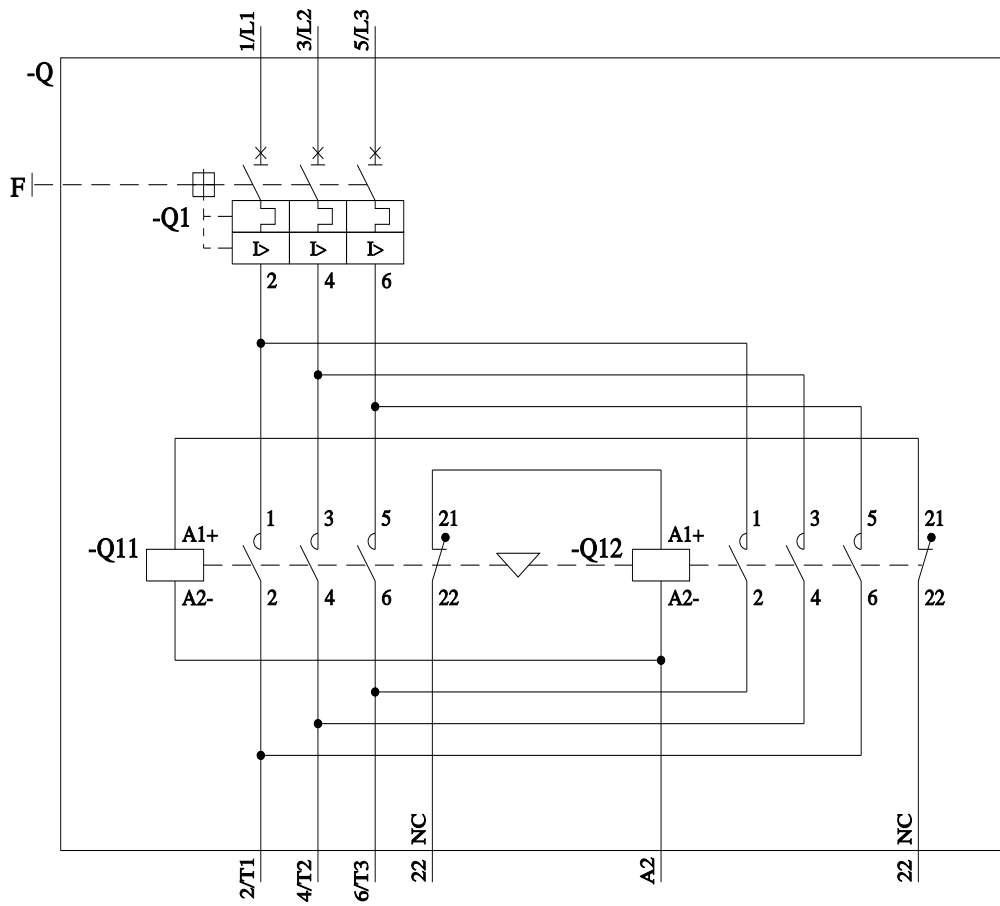 1/L1 3/L2 5/L3
-Q
F
-Q1
I> I> I>
2 4 6
1 3 5 21 1 3 5 21
-Q11 A1+ -Q12 A1+
A2- 2 4 6 22 A2- 2 4 6 22
NC NC
2/T1 4/T2 6/T3 22 A2 22